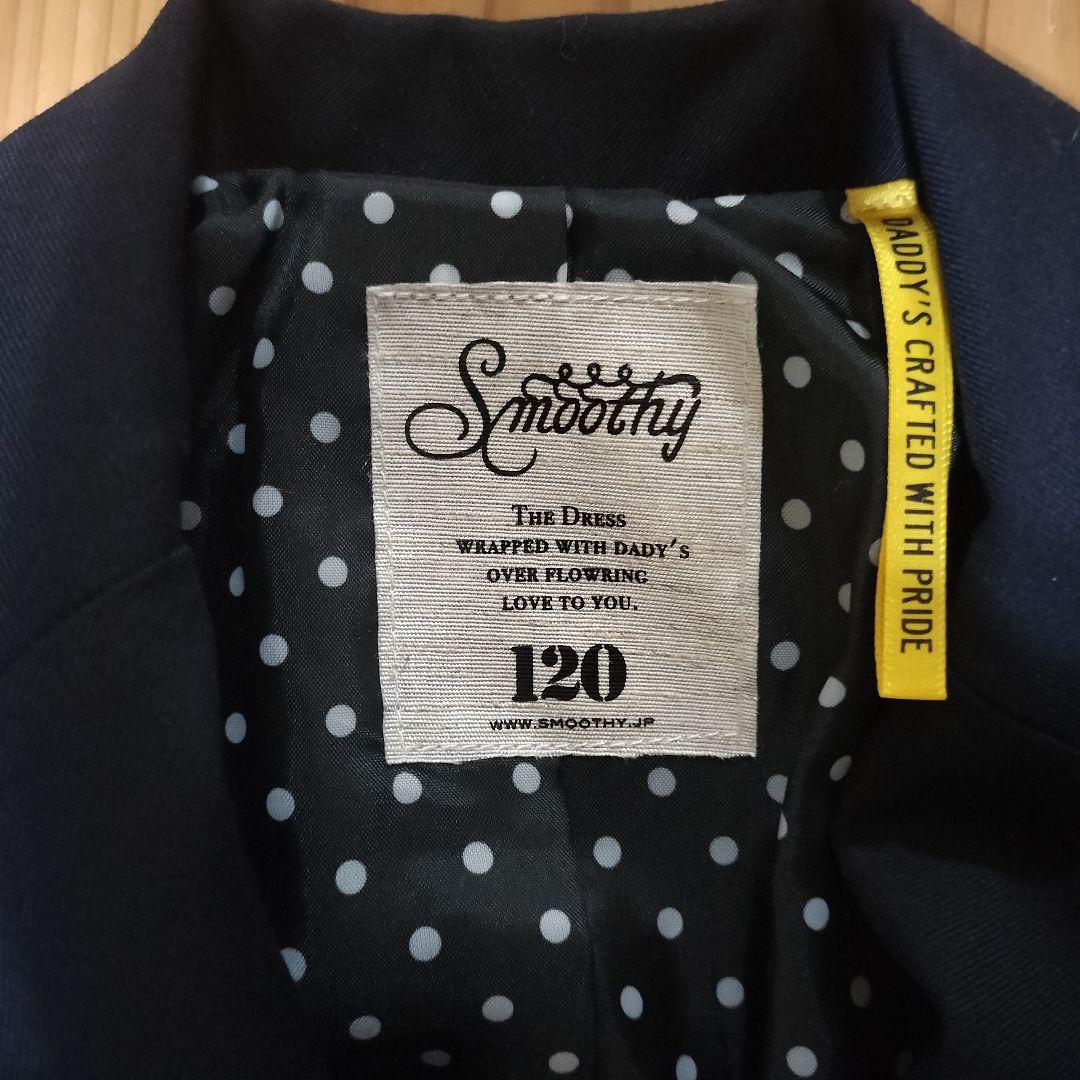 Smoothy
THE DRESS
WRAPPED WITH DADY'S
OVER FLOWRING
LOVE TO YOU.
120
WWW.SMOOTHY.JP
DADDY'S CRAFTED WITH PRIDE